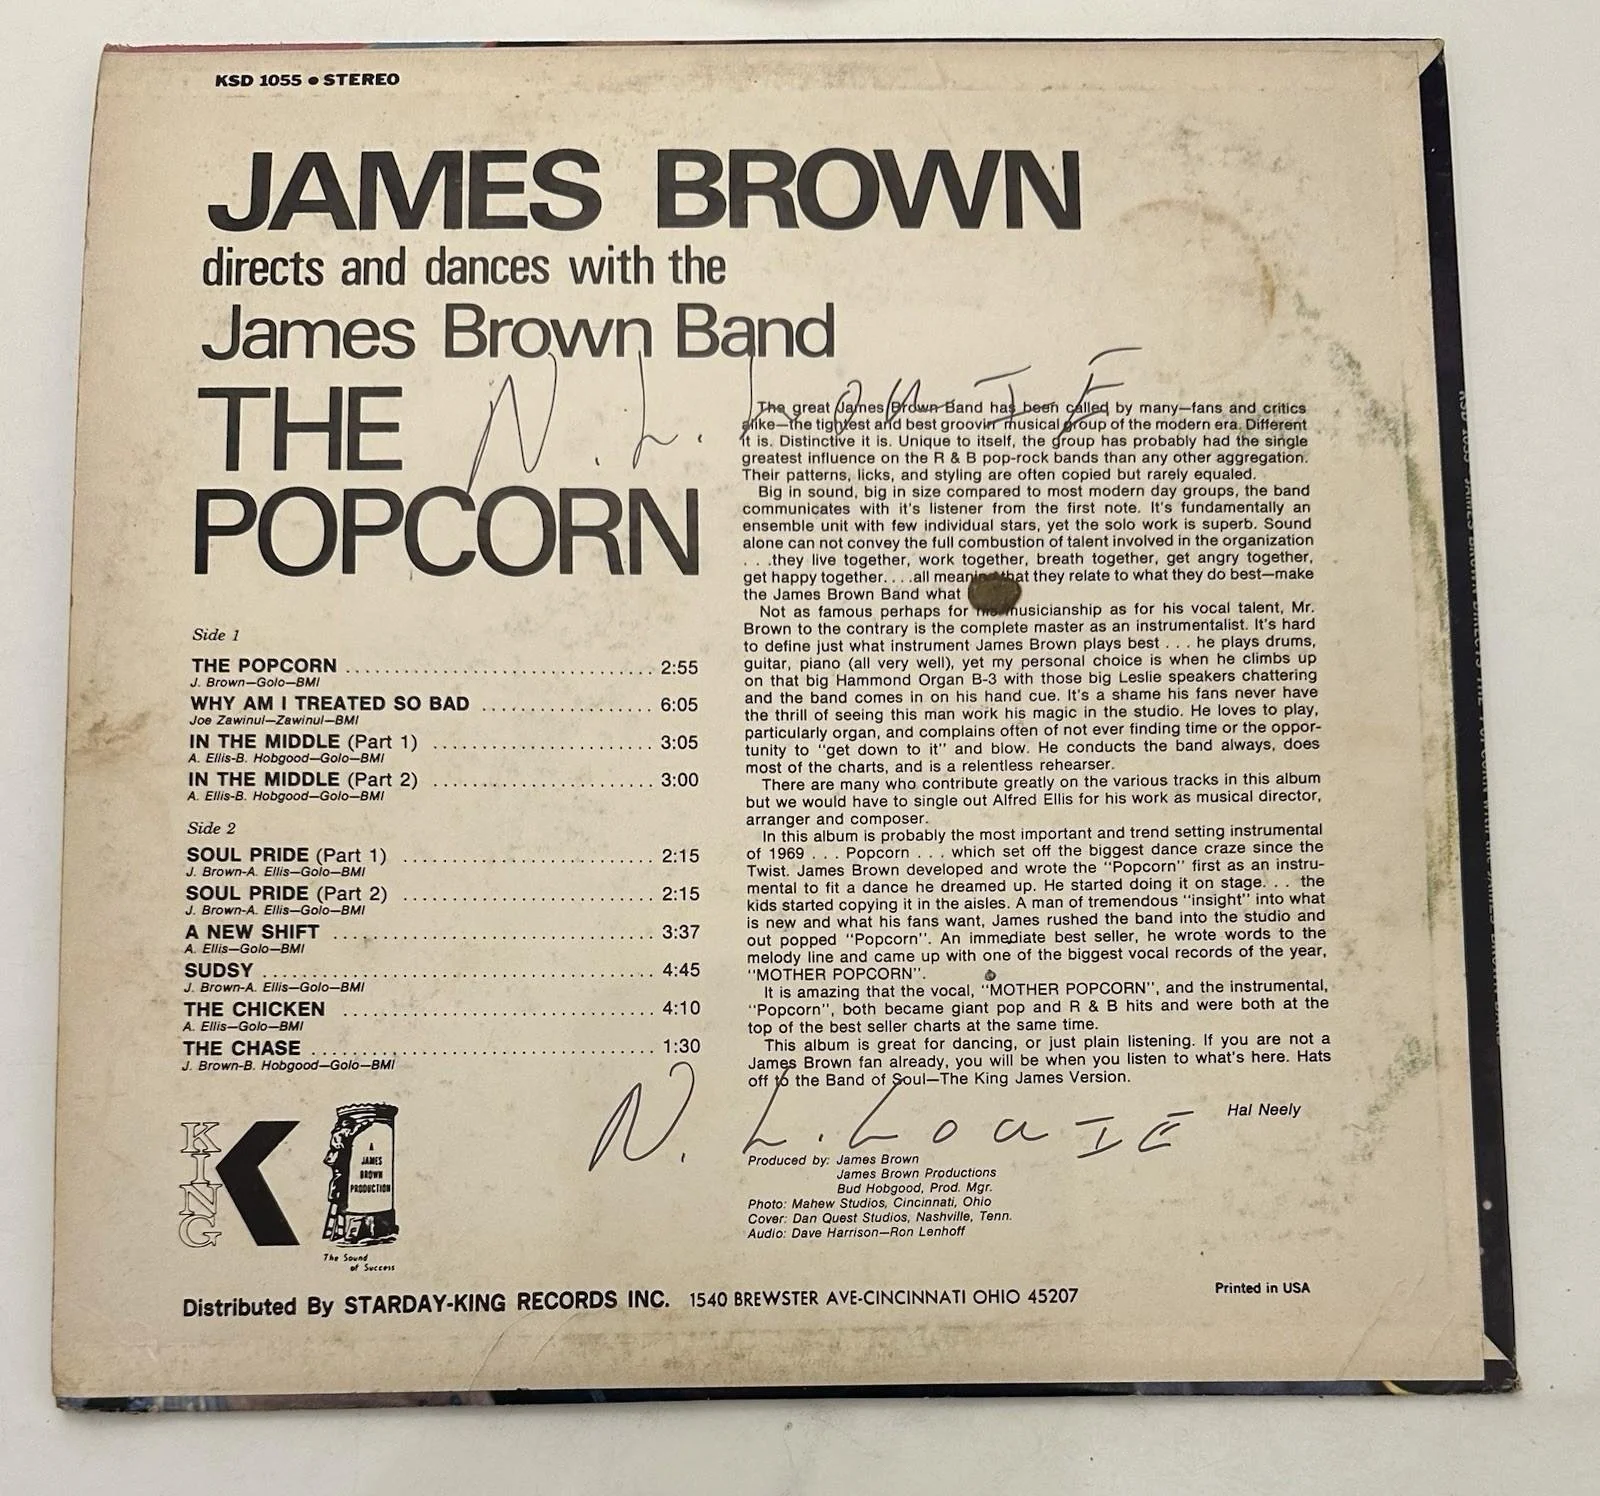 KSD 1055 ● STEREO
JAMES BROWN
directs and dances with the
James Brown Band
THE
POPCORN
N. L. LOUIE
The great James Brown Band has been called by many—fans and critics
alike—the tightest and best groovin' musical group of the modern era. Different
it is. Distinctive it is. Unique to itself, the group has probably had the single
greatest influence on the R & B pop-rock bands than any other aggregation.
Their patterns, licks, and styling are often copied but rarely equaled.
Big in sound, big in size compared to most modern day groups, the band
communicates with it's listener from the first note. It's fundamentally an
ensemble unit with few individual stars, yet the solo work is superb. Sound
alone can not convey the full combustion of talent involved in the organization
. . .they live together, work together, breath together, get angry together,
get happy together. . . .all meaning that they relate to what they do best—make
the James Brown Band what
Not as famous perhaps for his musicianship as for his vocal talent, Mr.
Brown to the contrary is the complete master as an instrumentalist. It's hard
to define just what instrument James Brown plays best . . . he plays drums,
guitar, piano (all very well), yet my personal choice is when he climbs up
on that big Hammond Organ B-3 with those big Leslie speakers chattering
and the band comes in on his hand cue. It's a shame his fans never have
the thrill of seeing this man work his magic in the studio. He loves to play,
particularly organ, and complains often of not ever finding time or the oppor-
tunity to "get down to it" and blow. He conducts the band always, does
most of the charts, and is a relentless rehearser.
There are many who contribute greatly on the various tracks in this album
but we would have to single out Alfred Ellis for his work as musical director,
arranger and composer.
In this album is probably the most important and trend setting instrumental
of 1969 . . . Popcorn . . . which set off the biggest dance craze since the
Twist. James Brown developed and wrote the "Popcorn" first as an instru-
mental to fit a dance he dreamed up. He started doing it on stage. . . the
kids started copying it in the aisles. A man of tremendous "insight" into what
is new and what his fans want, James rushed the band into the studio and
out popped "Popcorn". An immediate best seller, he wrote words to the
melody line and came up with one of the biggest vocal records of the year,
"MOTHER POPCORN".
It is amazing that the vocal, "MOTHER POPCORN", and the instrumental,
"Popcorn", both became giant pop and R & B hits and were both at the
top of the best seller charts at the same time.
This album is great for dancing, or just plain listening. If you are not a
James Brown fan already, you will be when you listen to what's here. Hats
off to the Band of Soul—The King James Version.
Hal Neely
Side 1
THE POPCORN 2:55
J. Brown—Golo—BMI
WHY AM I TREATED SO BAD 6:05
Joe Zawinul—Zawinul—BMI
IN THE MIDDLE (Part 1) 3:05
A. Ellis-B. Hobgood—Golo—BMI
IN THE MIDDLE (Part 2) 3:00
A. Ellis-B. Hobgood—Golo—BMI
Side 2
SOUL PRIDE (Part 1) 2:15
J. Brown-A. Ellis—Golo—BMI
SOUL PRIDE (Part 2) 2:15
J. Brown-A. Ellis—Golo—BMI
A NEW SHIFT 3:37
A. Ellis—Golo—BMI
SUDSY 4:45
J. Brown-A. Ellis—Golo—BMI
THE CHICKEN 4:10
A. Ellis—Golo—BMI
THE CHASE 1:30
J. Brown-B. Hobgood—Golo—BMI
N. L. LOUIE
KING
A
JAMES
BROWN
PRODUCTION
The Sound
of Success
Produced by: James Brown
James Brown Productions
Bud Hobgood, Prod. Mgr.
Photo: Mahew Studios, Cincinnati, Ohio
Cover: Dan Quest Studios, Nashville, Tenn.
Audio: Dave Harrison—Ron Lenhoff
Printed in USA
Distributed By STARDAY-KING RECORDS INC. 1540 BREWSTER AVE-CINCINNATI OHIO 45207